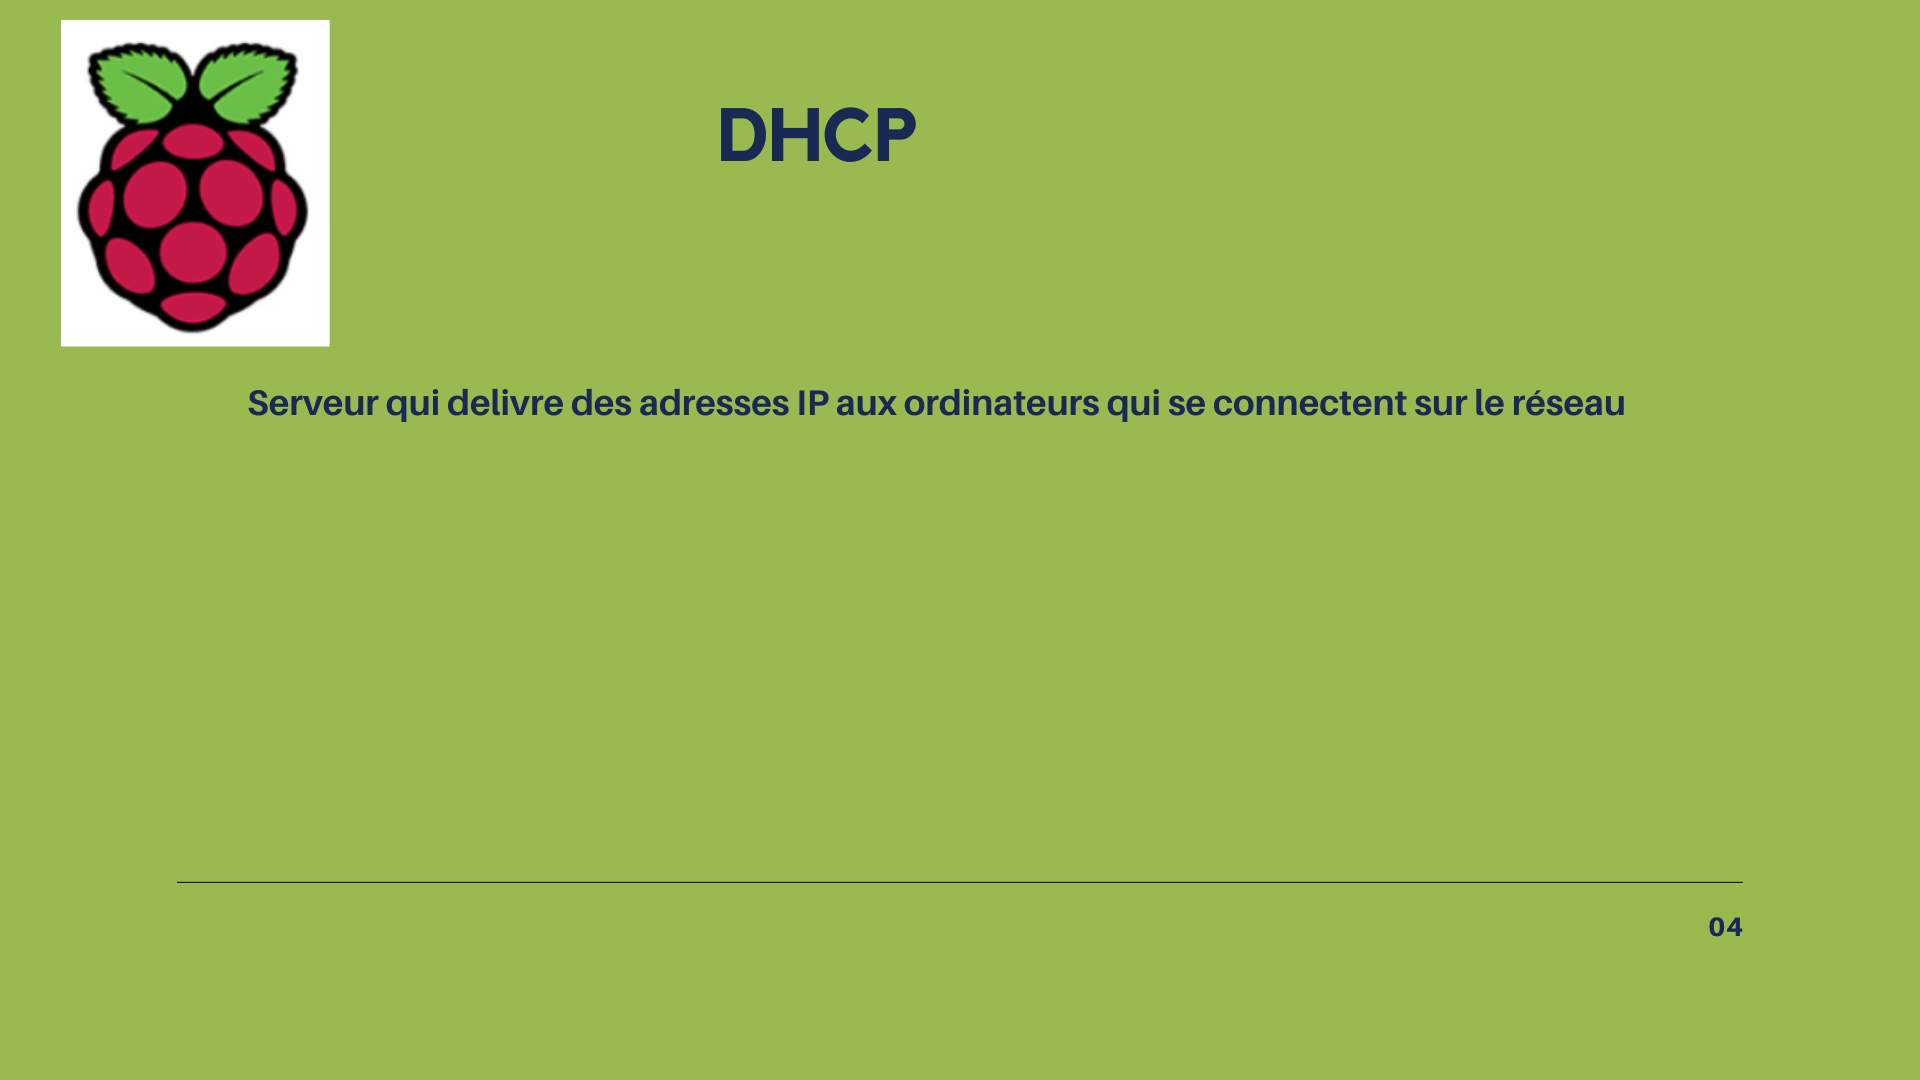 DHCP
Serveur qui delivre des adresses IP aux ordinateurs qui se connectent sur le réseau
04